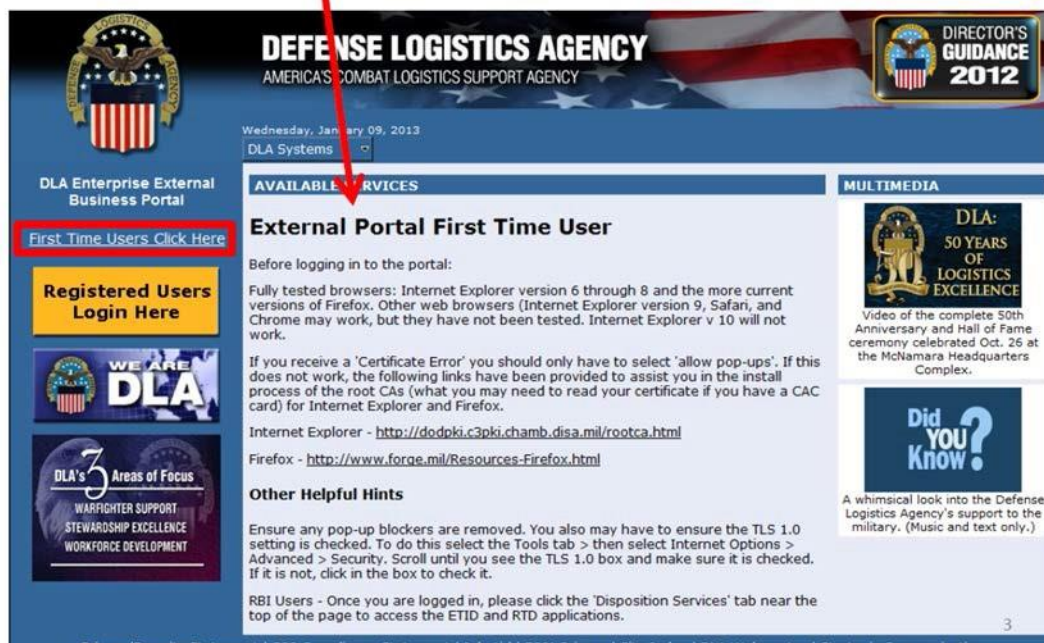 DEFENSE LOGISTICS AGENCY
AMERICA'S COMBAT LOGISTICS SUPPORT AGENCY
DIRECTOR'S
GUIDANCE
2012
DEFENSE LOGISTICS AGENCY
Wednesday, January 09, 2013
DLA Systems
DLA Enterprise External
Business Portal
First Time Users Click Here
Registered Users
Login Here
WE ARE
DLA
DLA's 3 Areas of Focus
WARFIGHTER SUPPORT
STEWARDSHIP EXCELLENCE
WORKFORCE DEVELOPMENT
AVAILABLE SERVICES
External Portal First Time User
Before logging in to the portal:
Fully tested browsers: Internet Explorer version 6 through 8 and the more current
versions of Firefox. Other web browsers (Internet Explorer version 9, Safari, and
Chrome may work, but they have not been tested. Internet Explorer v 10 will not
work.
If you receive a 'Certificate Error' you should only have to select 'allow pop-ups'. If this
does not work, the following links have been provided to assist you in the install
process of the root CAs (what you may need to read your certificate if you have a CAC
card) for Internet Explorer and Firefox.
Internet Explorer - http://dodpki.c3pki.chamb.disa.mil/rootca.html
Firefox - http://www.forge.mil/Resources-Firefox.html
Other Helpful Hints
Ensure any pop-up blockers are removed. You also may have to ensure the TLS 1.0
setting is checked. To do this select the Tools tab > then select Internet Options >
Advanced > Security. Scroll until you see the TLS 1.0 box and make sure it is checked.
If it is not, click in the box to check it.
RBI Users - Once you are logged in, please click the 'Disposition Services' tab near the
top of the page to access the ETID and RTD applications.
MULTIMEDIA
DLA:
50 YEARS
OF
LOGISTICS
EXCELLENCE
Video of the complete 50th
Anniversary and Hall of Fame
ceremony celebrated Oct. 26 at
the McNamara Headquarters
Complex.
Did
YOU
Know?
A whimsical look into the Defense
Logistics Agency's support to the
military. (Music and text only.)
3